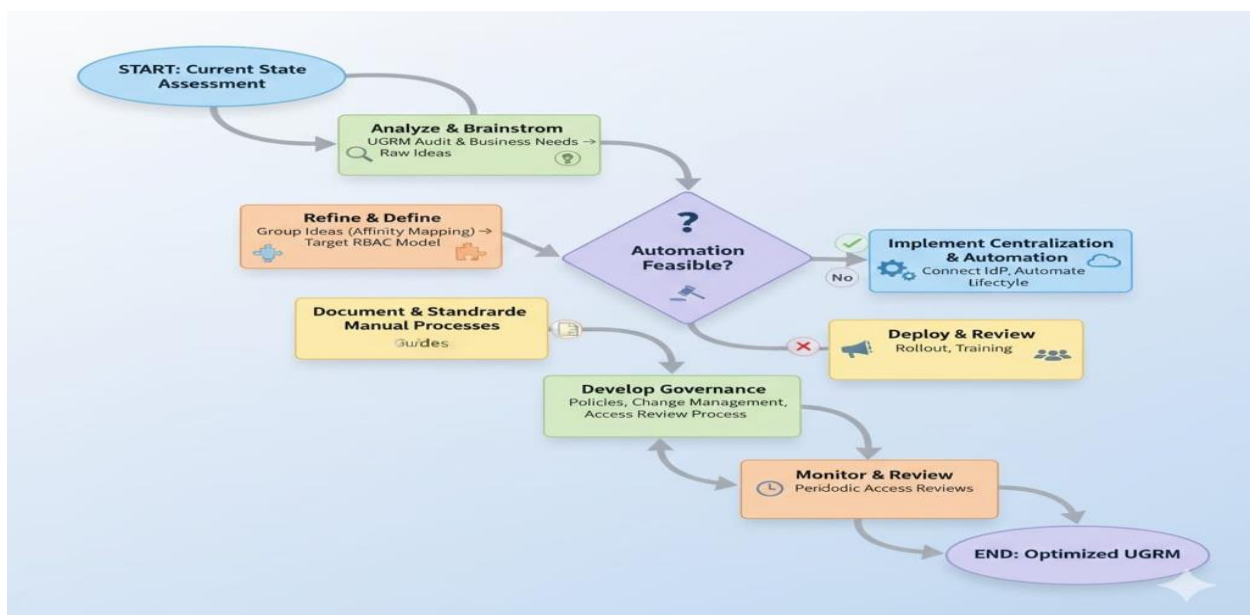 START: Current State
Assessment
Analyze & Brainstrom
UGRM Audit & Business Needs →
Raw Ideas
Refine & Define
Group Ideas (Affinity Mapping) →
Target RBAC Model
?
Automation
Feasible?
No
Implement Centralization
& Automation
Connect IdP, Automate
Lifectyle
Document & Standrarde
Manual Processes
Guides
Deploy & Review
Rollout, Training
Develop Governance
Policies, Change Management,
Access Review Process
Monitor & Review
Peridodic Access Reviews
END: Optimized UGRM